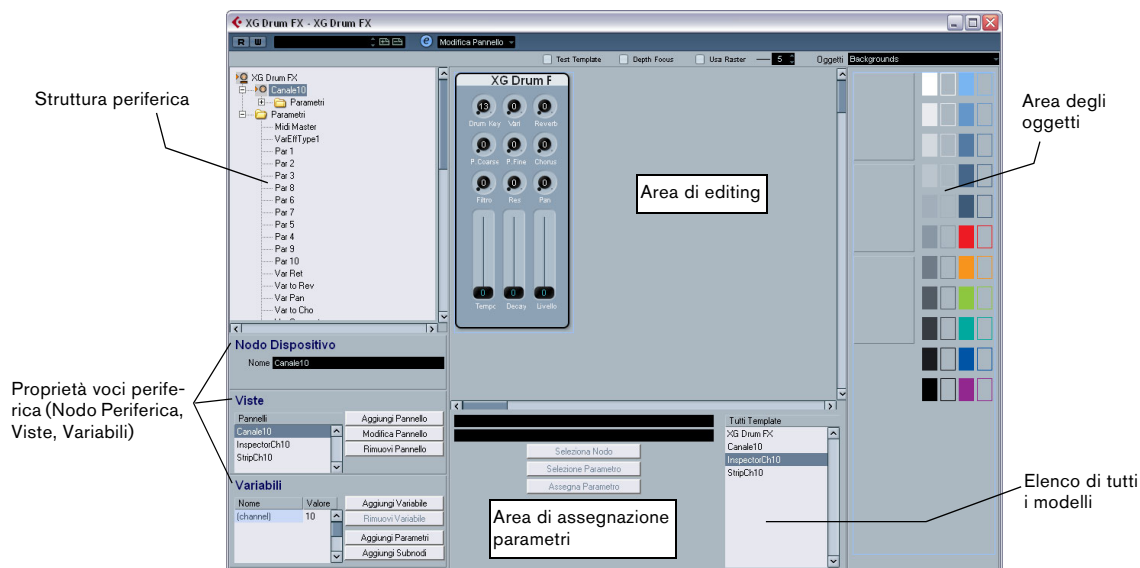 XG Drum FX - XG Drum FX
R W
e Modifica Pannello
Test Template Depth Focus Usa Raster 5 Oggetti Backgrounds
XG Drum FX
Canale10
Parametri
Parametri
Midi Master
VarEffType1
Par 1
Par 2
Par 3
Par 8
Par 6
Par 7
Par 5
Par 4
Par 9
Par 10
Var Ret
Var to Rev
Var Pan
Var to Cho
Struttura periferica
XG Drum F
13 0 0
Drum Key Vari Reverb
0 0 0
P.Coarse P.Fine Chorus
0 0 0
Filtro Res Pan
0 0 0
Tempo Decay Livello
Area di editing
Area degli
oggetti
Nodo Dispositivo
Nome Canale10
Proprietà voci perife-
rica (Nodo Periferica,
Viste, Variabili)
Viste
Pannelli
Canale10
InspectorCh10
StripCh10
Aggiungi Pannello
Modifica Pannello
Rimuovi Pannello
Variabili
Nome Valore
(channel) 10
Aggiungi Variabile
Rimuovi Variabile
Aggiungi Parametri
Aggiungi Subnodi
Seleziona Nodo
Selezione Parametro
Assegna Parametro
Area di assegnazione
parametri
Tutti Template
XG Drum FX
Canale10
InspectorCh10
StripCh10
Elenco di tutti
i modelli